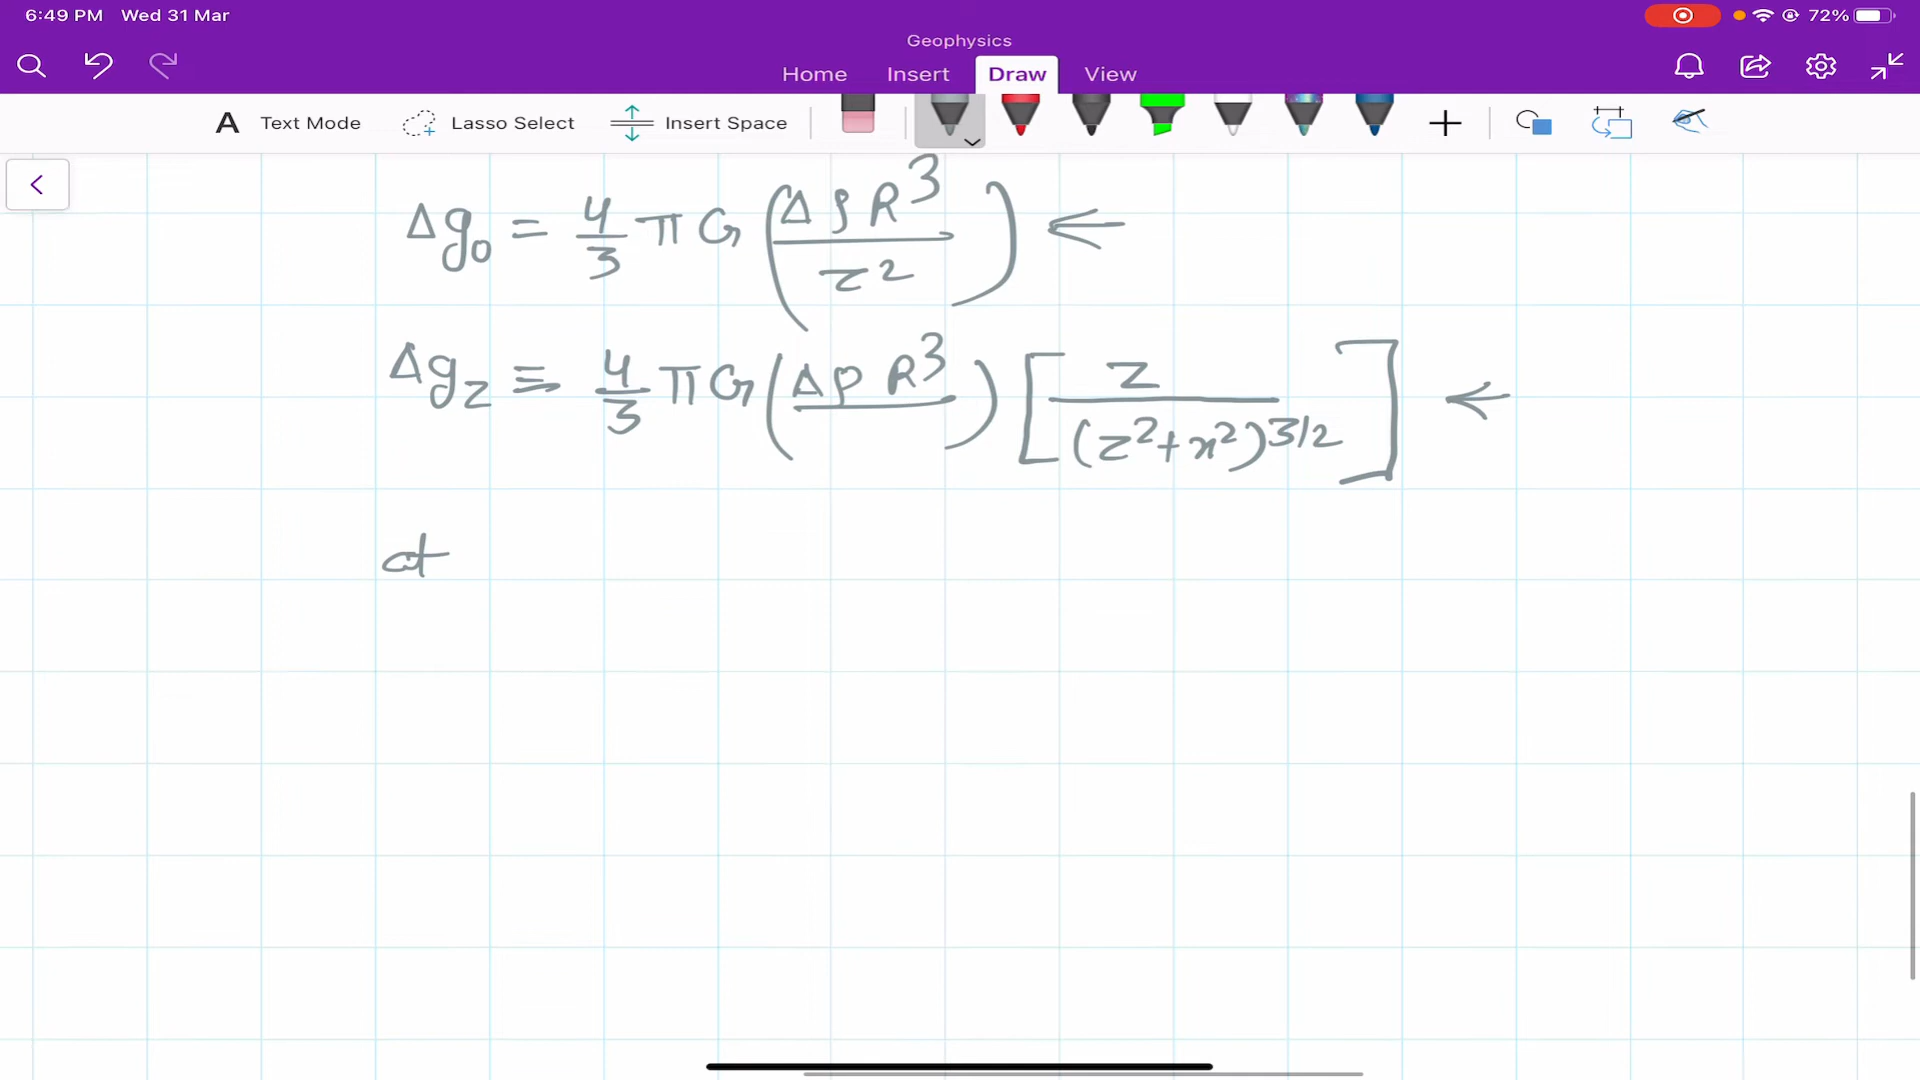 6:49 PM Wed 31 Mar 72%
Geophysics
Home Insert Draw View
A Text Mode Lasso Select Insert Space
Δg₀ = 4/3 π G (Δρ R³ / z²) ←
Δg_z = 4/3 π G (Δρ R³) [z / (z² + x²)^3/2] ←
at